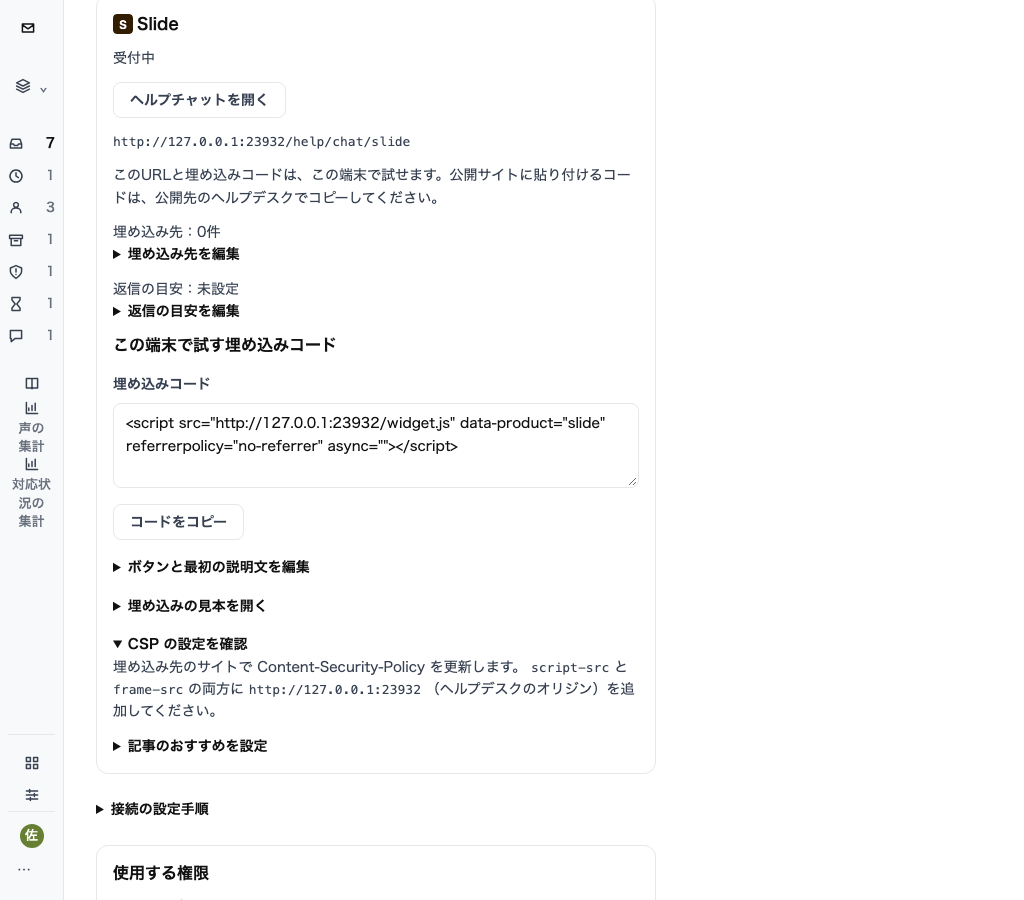 7
1
3
1
1
1
1
声の
集計
対応状
況の
集計
佐
…
S Slide
受付中
ヘルプチャットを開く
http://127.0.0.1:23932/help/chat/slide
このURLと埋め込みコードは、この端末で試せます。公開サイトに貼り付けるコー
ドは、公開先のヘルプデスクでコピーしてください。
埋め込み先：0件
▶ 埋め込み先を編集
返信の目安：未設定
▶ 返信の目安を編集
この端末で試す埋め込みコード
埋め込みコード
<script src="http://127.0.0.1:23932/widget.js" data-product="slide"
referrerpolicy="no-referrer" async=""></script>
コードをコピー
▶ ボタンと最初の説明文を編集
▶ 埋め込みの見本を開く
▼ CSP の設定を確認
埋め込み先のサイトで Content-Security-Policy を更新します。 script-src と
frame-src の両方に http://127.0.0.1:23932 （ヘルプデスクのオリジン）を追
加してください。
▶ 記事のおすすめを設定
▶ 接続の設定手順
使用する権限